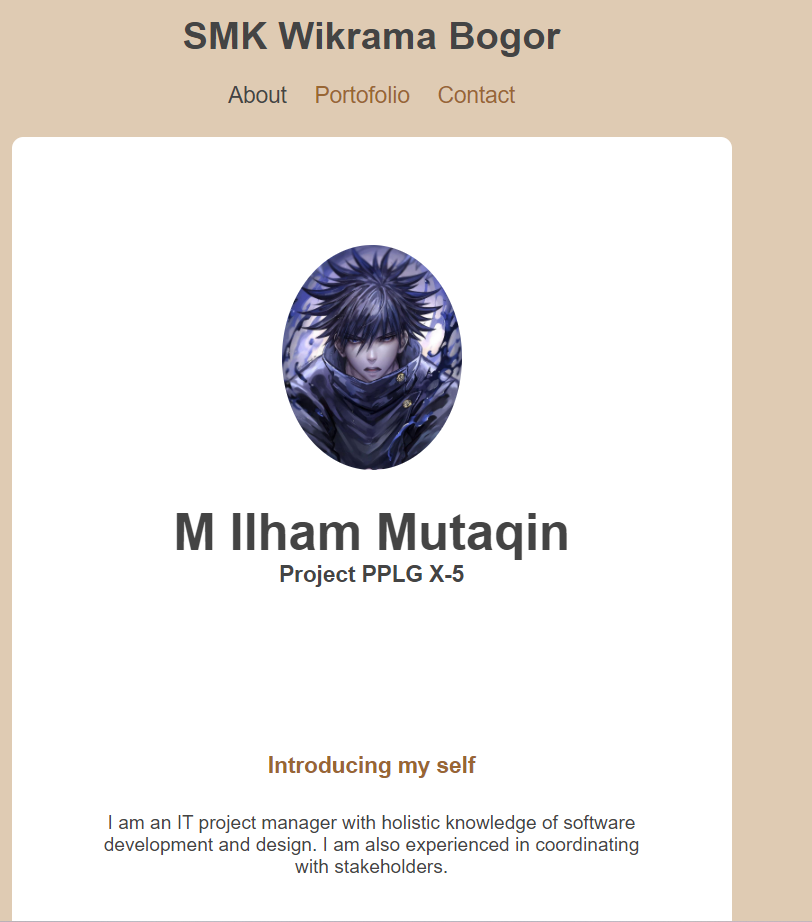 SMK Wikrama Bogor
About Portofolio Contact
M Ilham Mutaqin
Project PPLG X-5
Introducing my self
I am an IT project manager with holistic knowledge of software
development and design. I am also experienced in coordinating
with stakeholders.